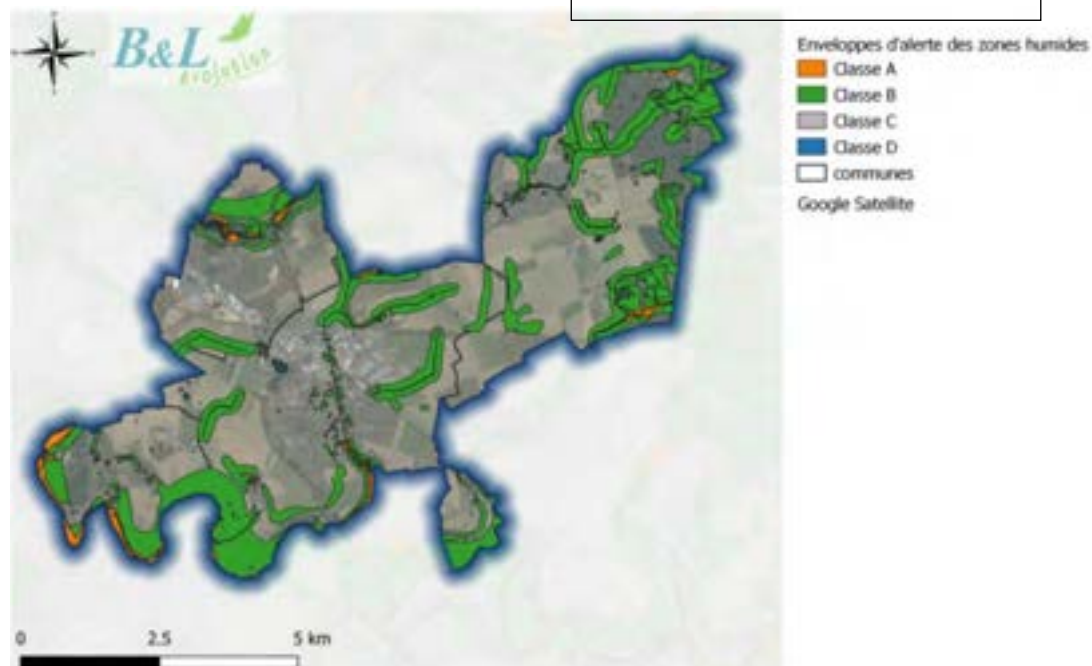 B&L
évolution
Enveloppes d'alerte des zones humides
Classe A
Classe B
Classe C
Classe D
communes
Google Satellite
0 2.5 5 km